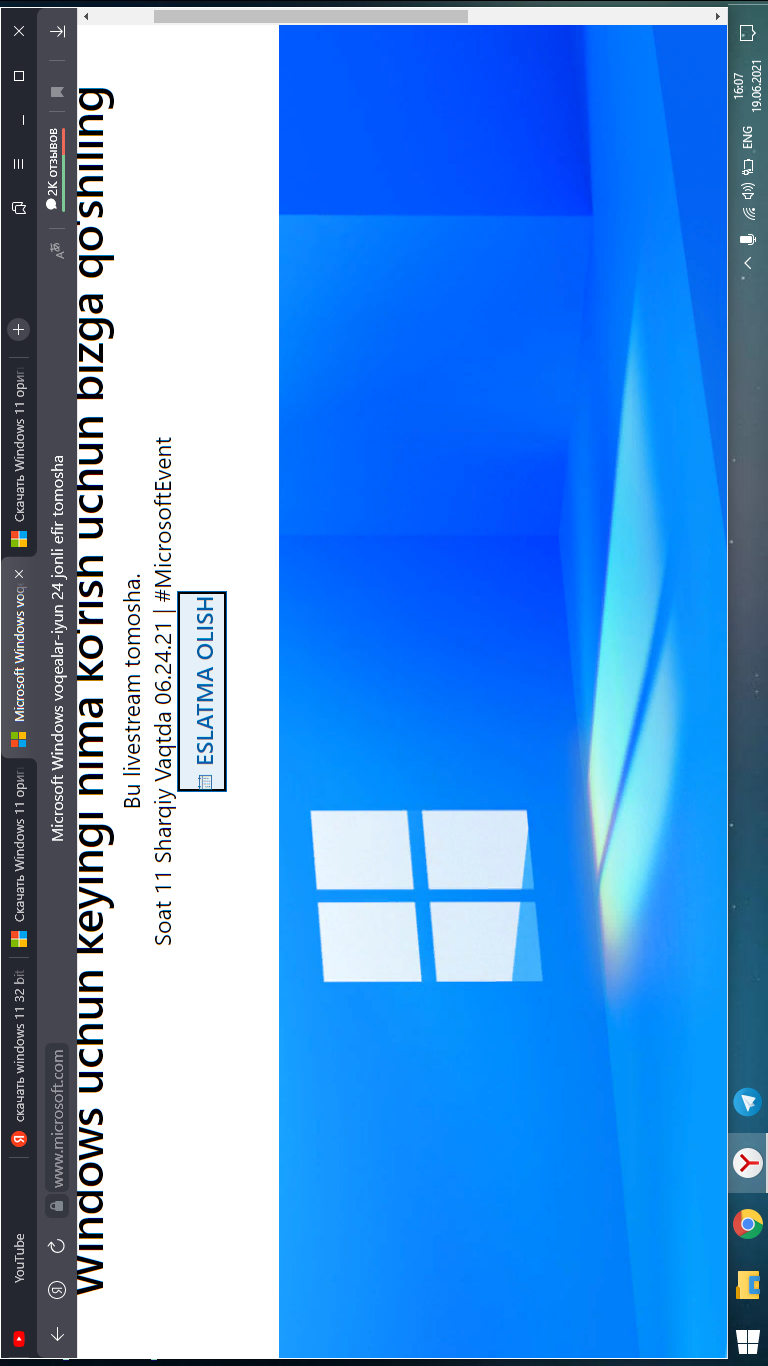 YouTube
скачать windows 11 32 bit
Скачать Windows 11 ориг
Microsoft Windows voq
Скачать Windows 11 ориг
www.microsoft.com
Microsoft Windows voqealar-iyun 24 jonli efir tomosha
2К отзывов
Windows uchun keyingi nima ko'rish uchun bizga qo'shiling
Bu livestream tomosha.
Soat 11 Sharqiy Vaqtda 06.24.21 | #MicrosoftEvent
ESLATMA OLISH
ENG
16:07
19.06.2021